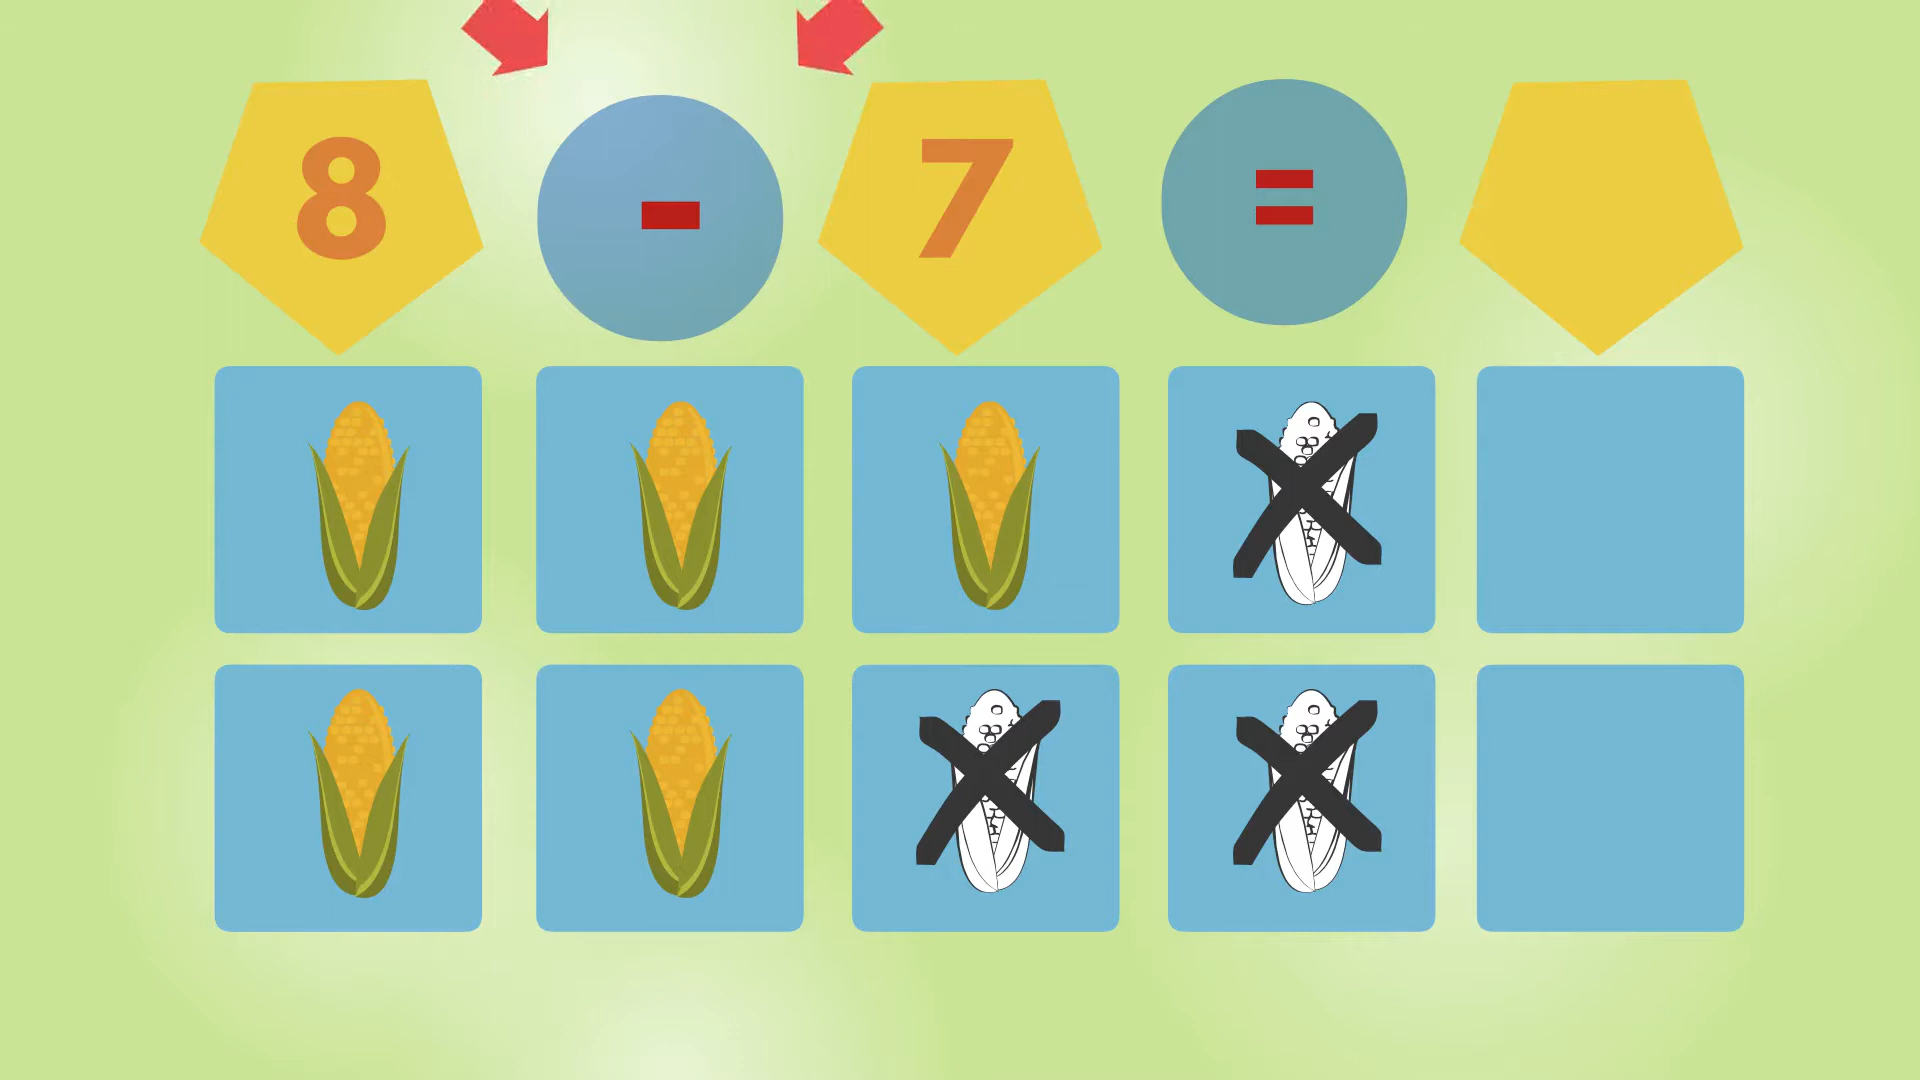 8 - 7 =